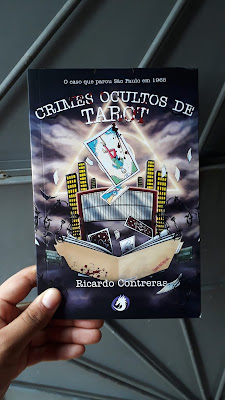 O caso que parou São Paulo em 1968
CRIMES OCULTOS DE
TAROT
Ricardo Contreras